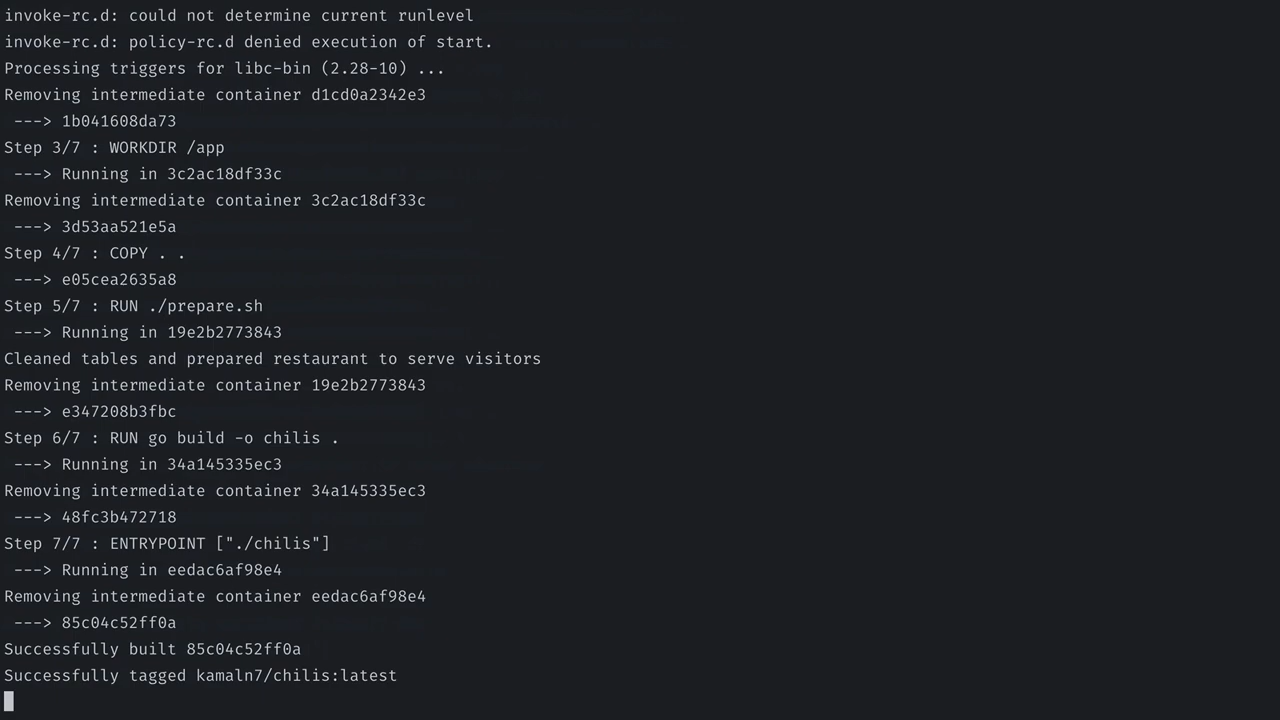 invoke-rc.d: could not determine current runlevel
invoke-rc.d: policy-rc.d denied execution of start.
Processing triggers for libc-bin (2.28-10) ...
Removing intermediate container d1cd0a2342e3
 ---> 1b041608da73
Step 3/7 : WORKDIR /app
 ---> Running in 3c2ac18df33c
Removing intermediate container 3c2ac18df33c
 ---> 3d53aa521e5a
Step 4/7 : COPY . .
 ---> e05cea2635a8
Step 5/7 : RUN ./prepare.sh
 ---> Running in 19e2b2773843
Cleaned tables and prepared restaurant to serve visitors
Removing intermediate container 19e2b2773843
 ---> e347208b3fbc
Step 6/7 : RUN go build -o chilis .
 ---> Running in 34a145335ec3
Removing intermediate container 34a145335ec3
 ---> 48fc3b472718
Step 7/7 : ENTRYPOINT ["./chilis"]
 ---> Running in eedac6af98e4
Removing intermediate container eedac6af98e4
 ---> 85c04c52ff0a
Successfully built 85c04c52ff0a
Successfully tagged kamaln7/chilis:latest